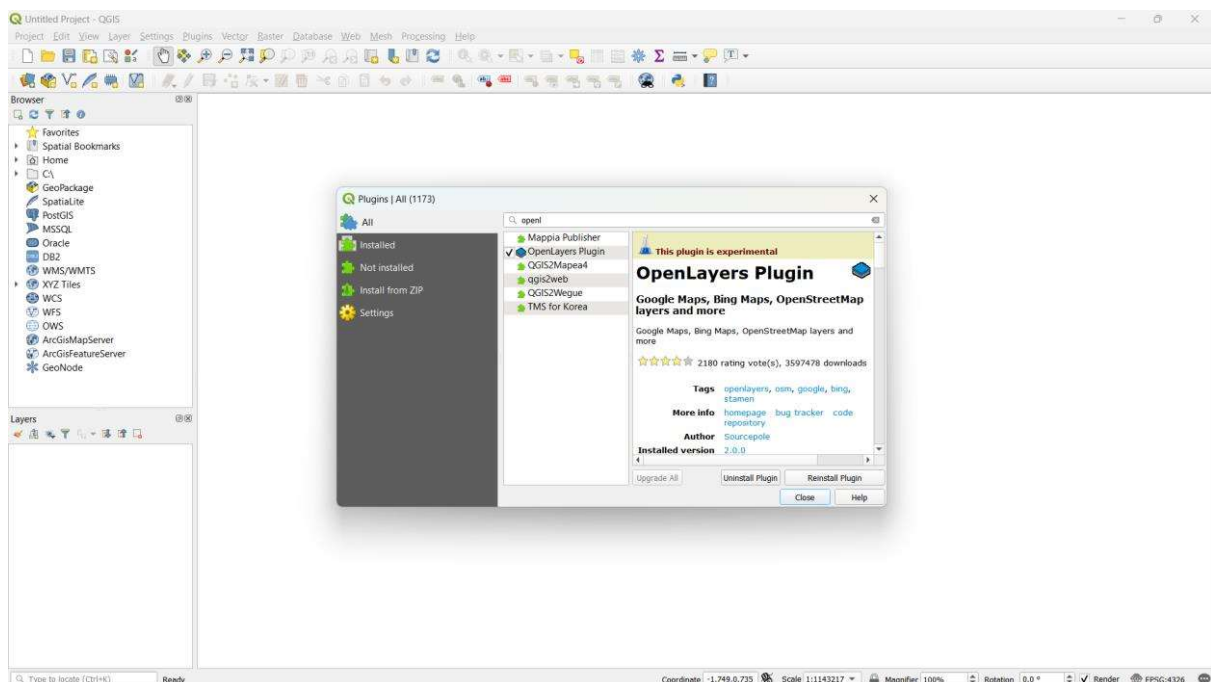 Untitled Project - QGIS
Project Edit View Layer Settings Plugins Vector Raster Database Web Mesh Processing Help
Browser
Favorites
Spatial Bookmarks
Home
C:\
GeoPackage
SpatiaLite
PostGIS
MSSQL
Oracle
DB2
WMS/WMTS
XYZ Tiles
WCS
WFS
OWS
ArcGisMapServer
ArcGisFeatureServer
GeoNode
Layers
Plugins | All (1173)
All
Installed
Not installed
Install from ZIP
Settings
openl
Mappia Publisher
OpenLayers Plugin
QGIS2Mapea4
qgis2web
QGIS2Wegue
TMS for Korea
This plugin is experimental
OpenLayers Plugin
Google Maps, Bing Maps, OpenStreetMap
layers and more
Google Maps, Bing Maps, OpenStreetMap layers and
more
2180 rating vote(s), 3597478 downloads
Tags openlayers, osm, google, bing,
stamen
More info homepage bug tracker code
repository
Author Sourcepole
Installed version 2.0.0
Upgrade All Uninstall Plugin Reinstall Plugin
Close Help
Type to locate (Ctrl+K) Ready Coordinate -1.749,0.735 Scale 1:1143217 Magnifier 100% Rotation 0.0 ° Render EPSG:4326